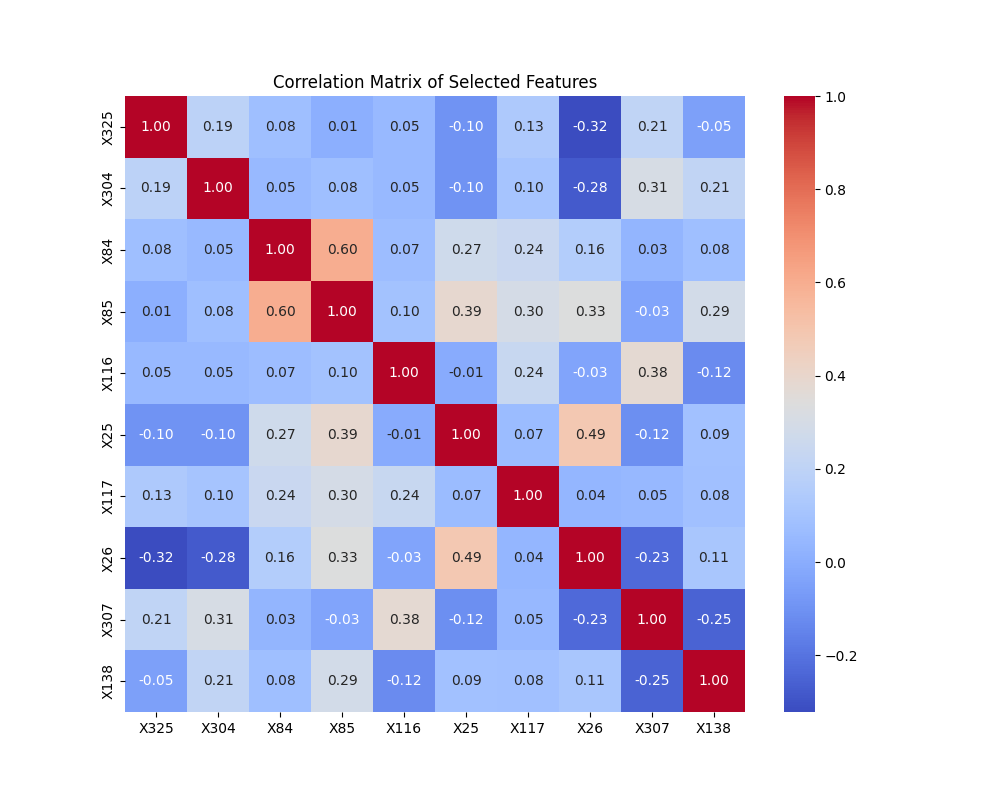 Correlation Matrix of Selected Features
X325 1.00 0.19 0.08 0.01 0.05 -0.10 0.13 -0.32 0.21 -0.05
X304 0.19 1.00 0.05 0.08 0.05 -0.10 0.10 -0.28 0.31 0.21
X84 0.08 0.05 1.00 0.60 0.07 0.27 0.24 0.16 0.03 0.08
X85 0.01 0.08 0.60 1.00 0.10 0.39 0.30 0.33 -0.03 0.29
X116 0.05 0.05 0.07 0.10 1.00 -0.01 0.24 -0.03 0.38 -0.12
X25 -0.10 -0.10 0.27 0.39 -0.01 1.00 0.07 0.49 -0.12 0.09
X117 0.13 0.10 0.24 0.30 0.24 0.07 1.00 0.04 0.05 0.08
X26 -0.32 -0.28 0.16 0.33 -0.03 0.49 0.04 1.00 -0.23 0.11
X307 0.21 0.31 0.03 -0.03 0.38 -0.12 0.05 -0.23 1.00 -0.25
X138 -0.05 0.21 0.08 0.29 -0.12 0.09 0.08 0.11 -0.25 1.00
X325 X304 X84 X85 X116 X25 X117 X26 X307 X138
1.0
0.8
0.6
0.4
0.2
0.0
−0.2